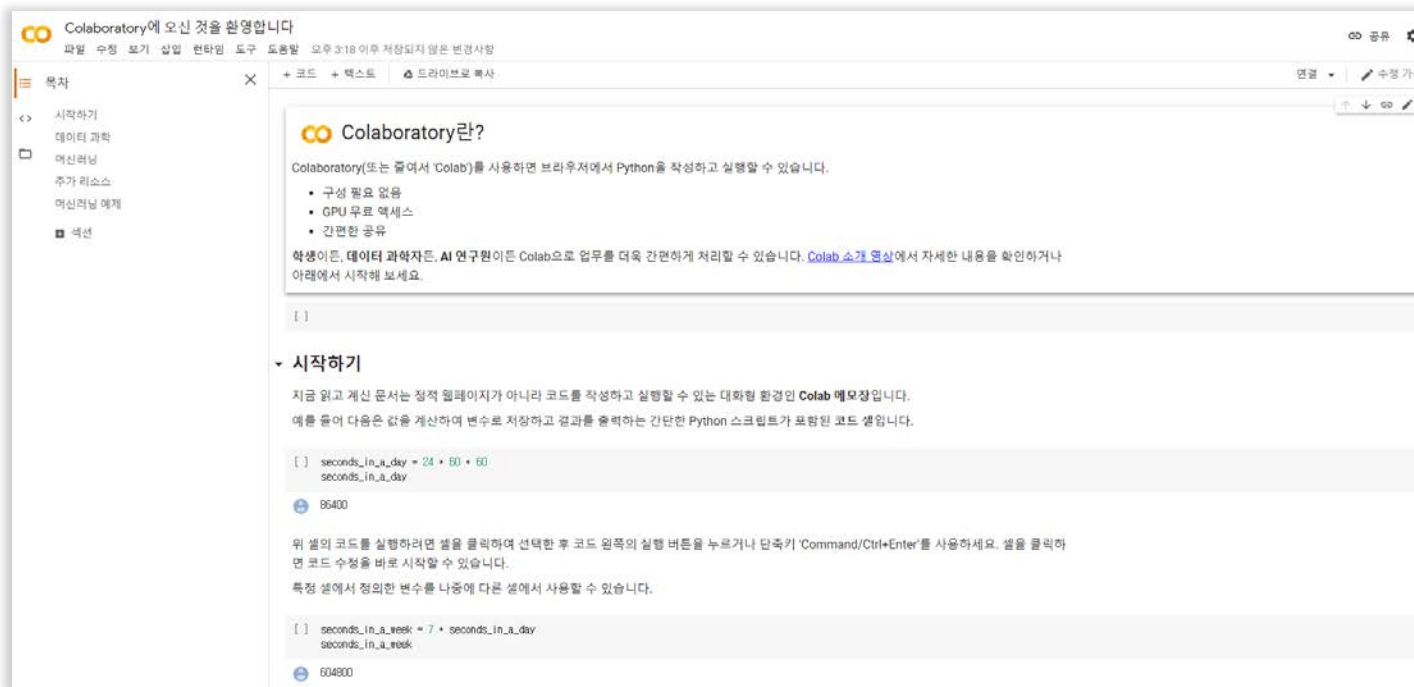 Colaboratory에 오신 것을 환영합니다
파일 수정 보기 삽입 런타임 도구 도움말 오후 3:18 이후 저장되지 않은 변경사항
공유
목차
+ 코드 + 텍스트 드라이브로 복사
연결
수정 가
시작하기
데이터 과학
머신러닝
추가 리소스
머신러닝 예제
섹션
Colaboratory란?
Colaboratory(또는 줄여서 'Colab')를 사용하면 브라우저에서 Python을 작성하고 실행할 수 있습니다.
• 구성 필요 없음
• GPU 무료 액세스
• 간편한 공유
학생이든, 데이터 과학자든, AI 연구원이든 Colab으로 업무를 더욱 간편하게 처리할 수 있습니다. Colab 소개 영상에서 자세한 내용을 확인하거나
아래에서 시작해 보세요.
[ ]
시작하기
지금 읽고 계신 문서는 정적 웹페이지가 아니라 코드를 작성하고 실행할 수 있는 대화형 환경인 Colab 메모장입니다.
예를 들어 다음은 값을 계산하여 변수로 저장하고 결과를 출력하는 간단한 Python 스크립트가 포함된 코드 셀입니다.
[ ] seconds_in_a_day = 24 * 60 * 60
seconds_in_a_day
86400
위 셀의 코드를 실행하려면 셀을 클릭하여 선택한 후 코드 왼쪽의 실행 버튼을 누르거나 단축키 'Command/Ctrl+Enter'를 사용하세요. 셀을 클릭하
면 코드 수정을 바로 시작할 수 있습니다.
특정 셀에서 정의한 변수를 나중에 다른 셀에서 사용할 수 있습니다.
[ ] seconds_in_a_week = 7 * seconds_in_a_day
seconds_in_a_week
604800